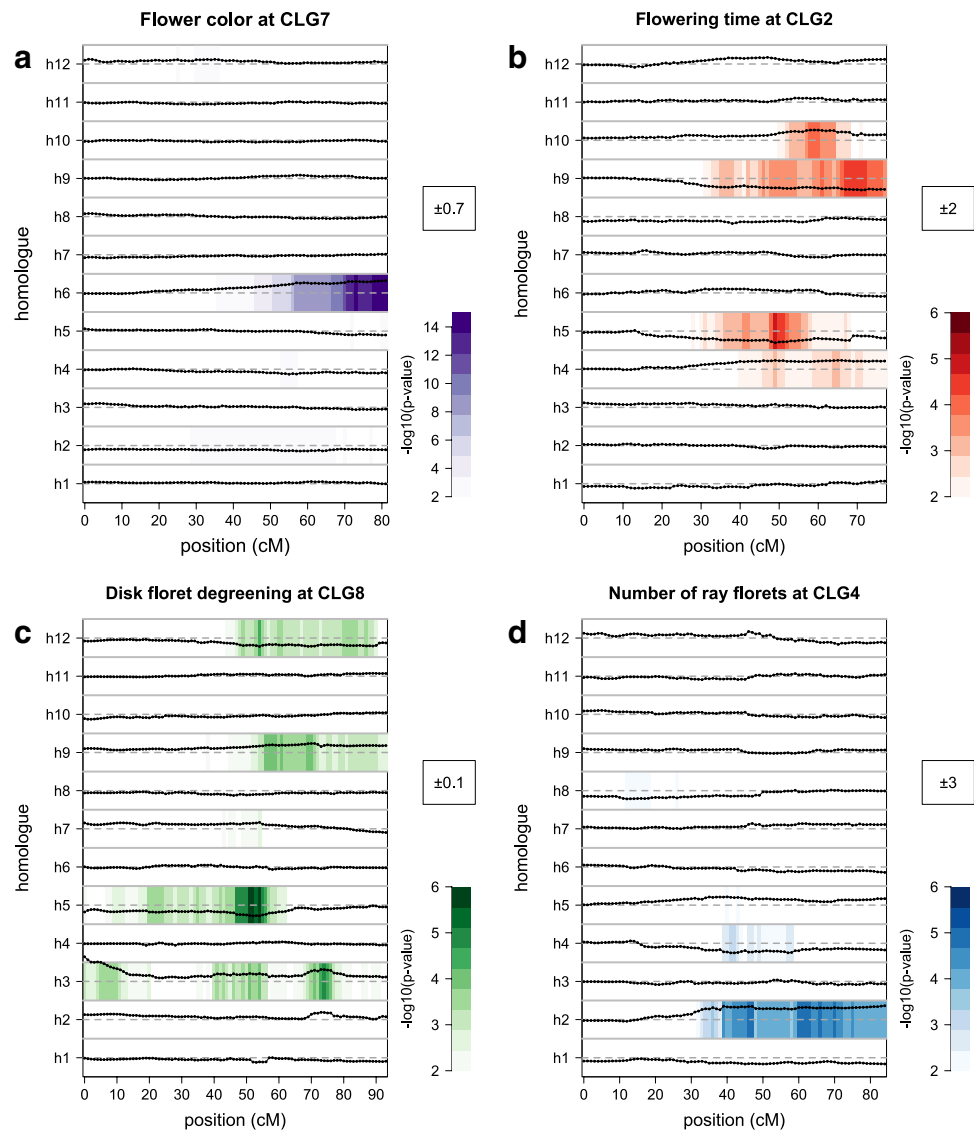 Flower color at CLG7
a
h12
h11
h10
h9
h8
h7
h6
h5
h4
h3
h2
h1
homologue
0 10 20 30 40 50 60 70 80
position (cM)
±0.7
14
12
10
8
6
4
2
-log10(p-value)
Flowering time at CLG2
b
h12
h11
h10
h9
h8
h7
h6
h5
h4
h3
h2
h1
homologue
0 10 20 30 40 50 60 70
position (cM)
±2
6
5
4
3
2
-log10(p-value)
Disk floret degreening at CLG8
c
h12
h11
h10
h9
h8
h7
h6
h5
h4
h3
h2
h1
homologue
0 10 20 30 40 50 60 70 80 90
position (cM)
±0.1
6
5
4
3
2
-log10(p-value)
Number of ray florets at CLG4
d
h12
h11
h10
h9
h8
h7
h6
h5
h4
h3
h2
h1
homologue
0 10 20 30 40 50 60 70 80
position (cM)
±3
6
5
4
3
2
-log10(p-value)